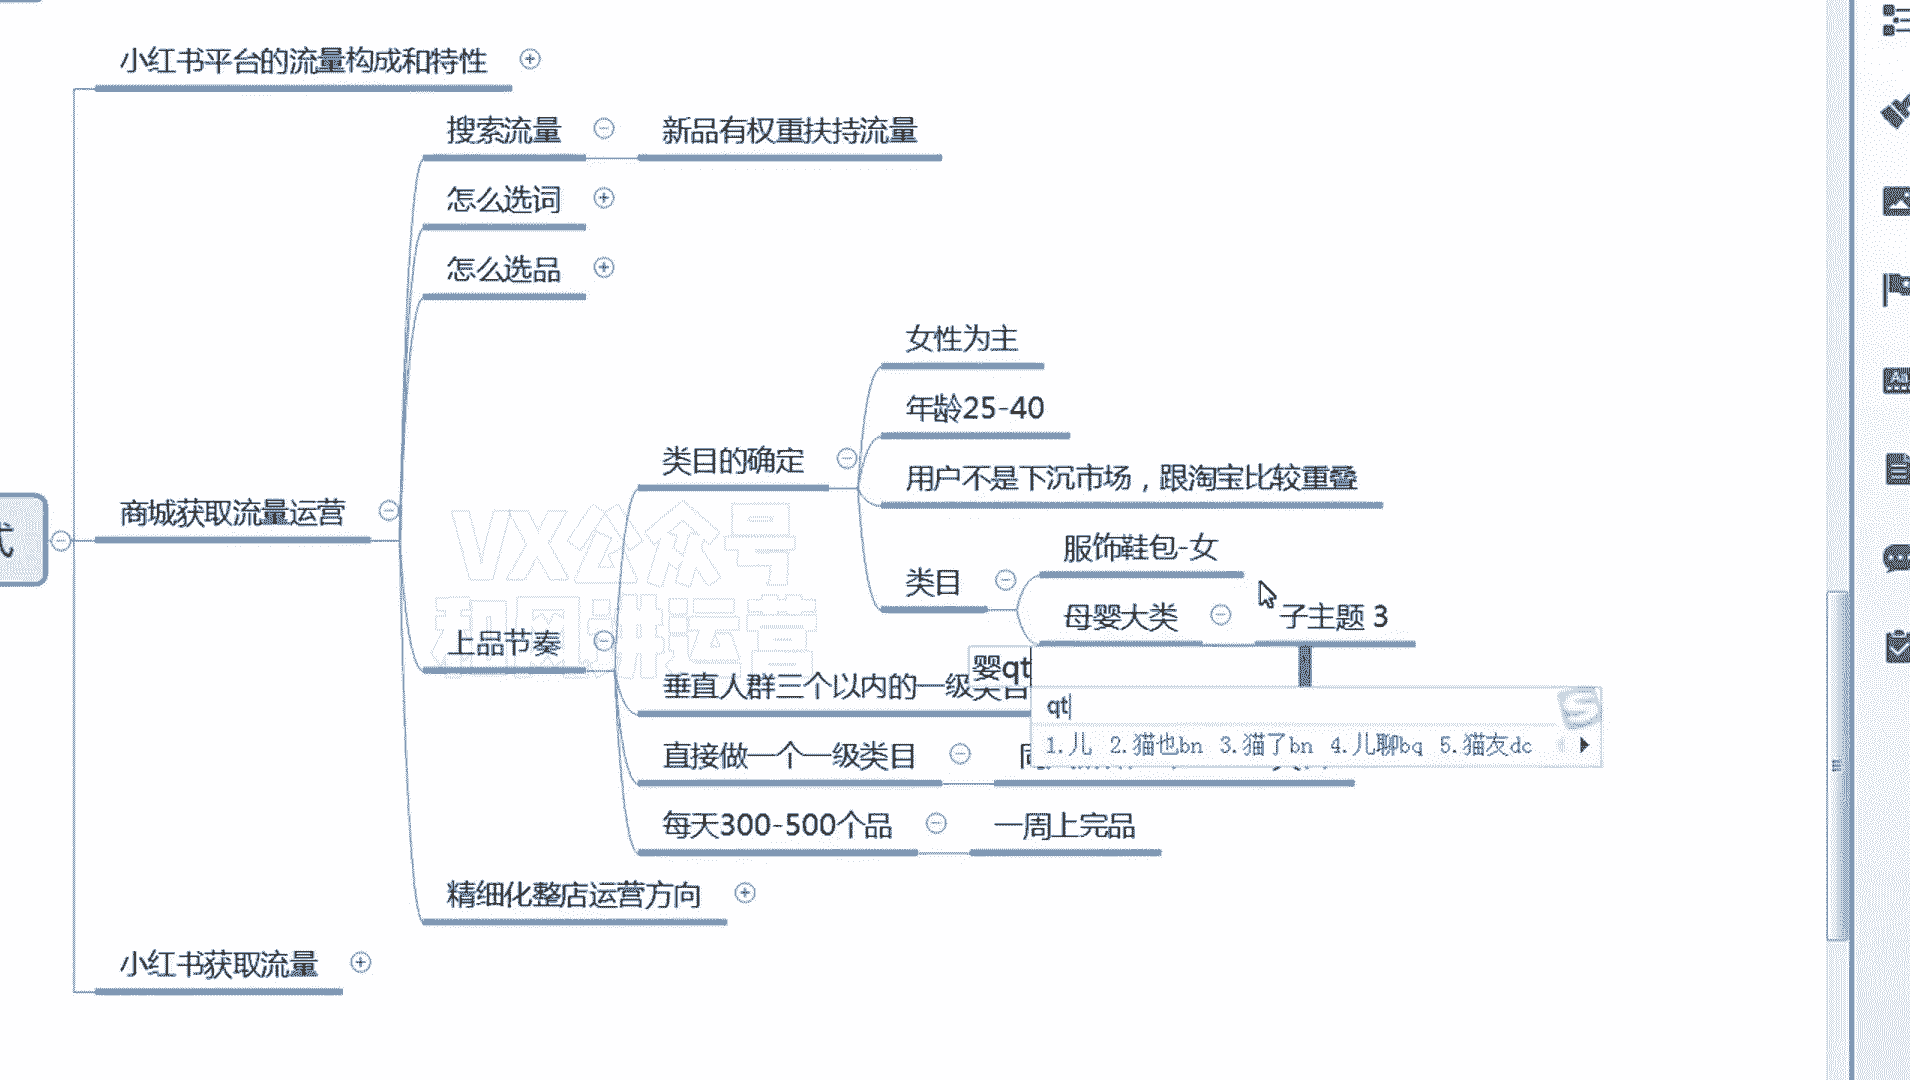 小红书平台的流量构成和特性
搜索流量
新品有权重扶持流量
怎么选词
怎么选品
女性为主
年龄25-40
类目的确定
用户不是下沉市场，跟淘宝比较重叠
式
商城获取流量运营
VX公众号
和网讲运营
服饰鞋包-女
类目
母婴大类
子主题 3
上品节奏
婴qt
垂直人群三个以内的一级类目
qt
1.儿 2.猫也bn 3.猫了bn 4.儿聊bq 5.猫友dc
直接做一个一级类目
每天300-500个品
一周上完品
精细化整店运营方向
小红书获取流量